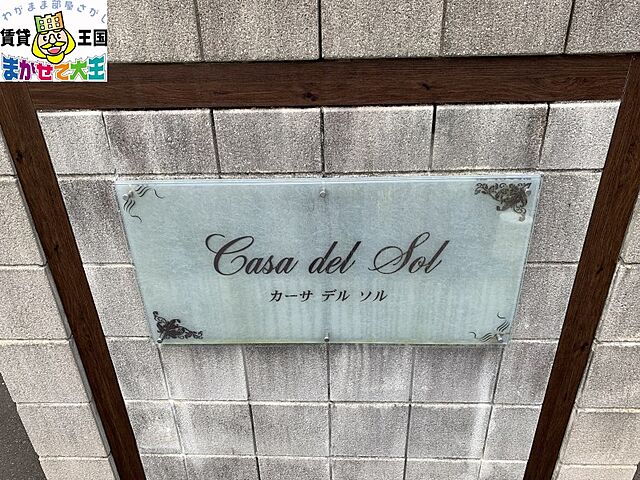 わがまま部屋さがし
賃貸王国
まかせて大王
Casa del Sol
カーサ デル ソル